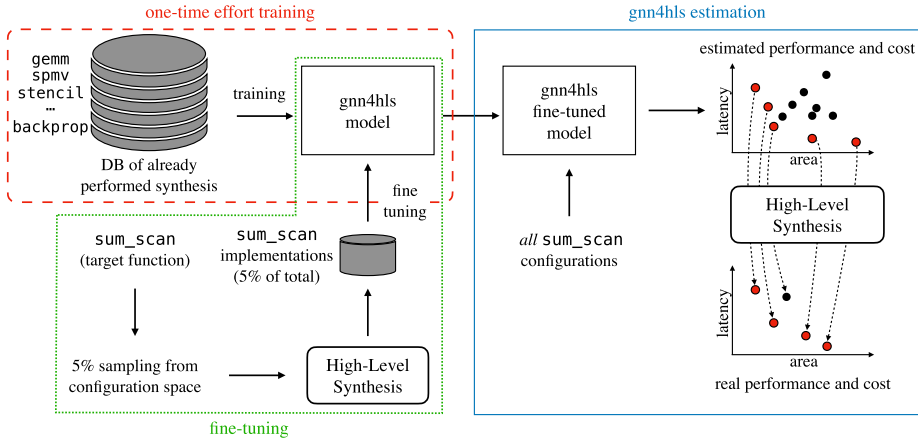 one-time effort training
gemm
spmv
stencil
…
backprop
DB of already
performed synthesis
training
gnn4hls
model
fine
tuning
sum_scan
(target function)
sum_scan
implementations
(5% of total)
5% sampling from
configuration space
High-Level
Synthesis
fine-tuning
gnn4hls estimation
gnn4hls
fine-tuned
model
all sum_scan
configurations
estimated performance and cost
latency
area
High-Level
Synthesis
latency
area
real performance and cost